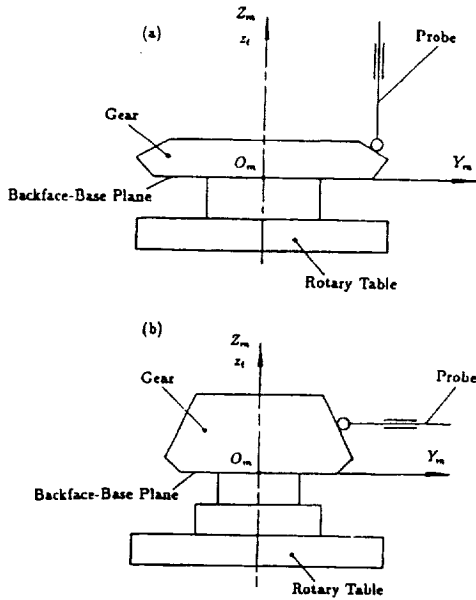 (a)
Z_m
z_t
Probe
Gear
O_m
Y_m
Backface-Base Plane
Rotary Table
(b)
Z_m
z_t
Gear
Probe
O_m
Y_m
Backface-Base Plane
Rotary Table